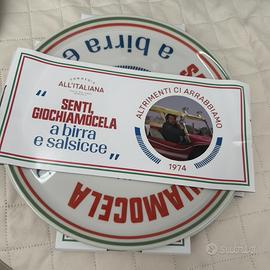 a birra e
ALL'ITALIANA
"SENTI,
GIOCHIAMOCELA
a birra
e salsicce"
ALTRIMENTI CI ARRABBIAMO
1974
AMOCELA
a b
Subito.it